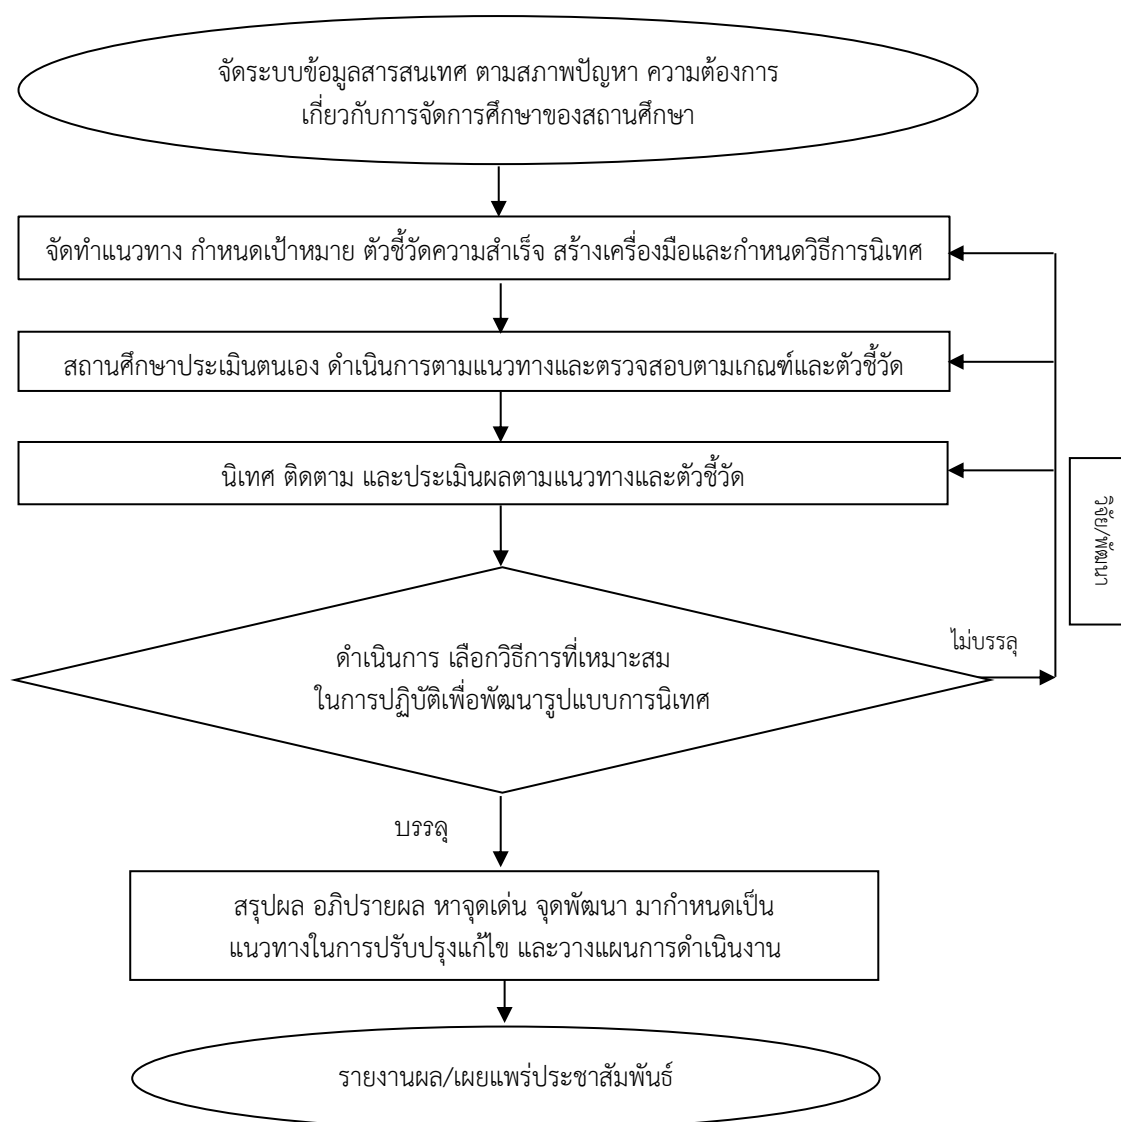 จัดระบบข้อมูลสารสนเทศ ตามสภาพปัญหา ความต้องการ
เกี่ยวกับการจัดการศึกษาของสถานศึกษา
จัดทำแนวทาง กำหนดเป้าหมาย ตัวชี้วัดความสำเร็จ สร้างเครื่องมือและกำหนดวิธีการนิเทศ
สถานศึกษาประเมินตนเอง ดำเนินการตามแนวทางและตรวจสอบตามเกณฑ์และตัวชี้วัด
นิเทศ ติดตาม และประเมินผลตามแนวทางและตัวชี้วัด
วิจัย/พัฒนา
ไม่บรรลุ
ดำเนินการ เลือกวิธีการที่เหมาะสม
ในการปฏิบัติเพื่อพัฒนารูปแบบการนิเทศ
บรรลุ
สรุปผล อภิปรายผล หาจุดเด่น จุดพัฒนา มากำหนดเป็น
แนวทางในการปรับปรุงแก้ไข และวางแผนการดำเนินงาน
รายงานผล/เผยแพร่ประชาสัมพันธ์